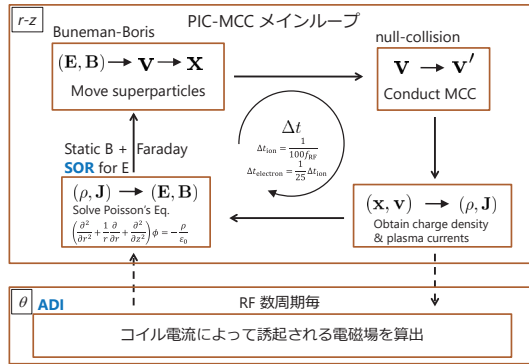 r-z
PIC-MCC メインループ
Buneman-Boris
(E, B) → v → x
Move superparticles
null-collision
v → v′
Conduct MCC
Δt
Δt_ion = 1/(100f_RF)
Δt_electron = 1/25 Δt_ion
Static B + Faraday
SOR for E
(ρ, J) → (E, B)
Solve Poisson's Eq.
(∂²/∂r² + 1/r ∂/∂r + ∂²/∂z²) ϕ = −ρ/ε₀
(x, v) → (ρ, J)
Obtain charge density
& plasma currents
θ ADI
RF 数周期毎
コイル電流によって誘起される電磁場を算出